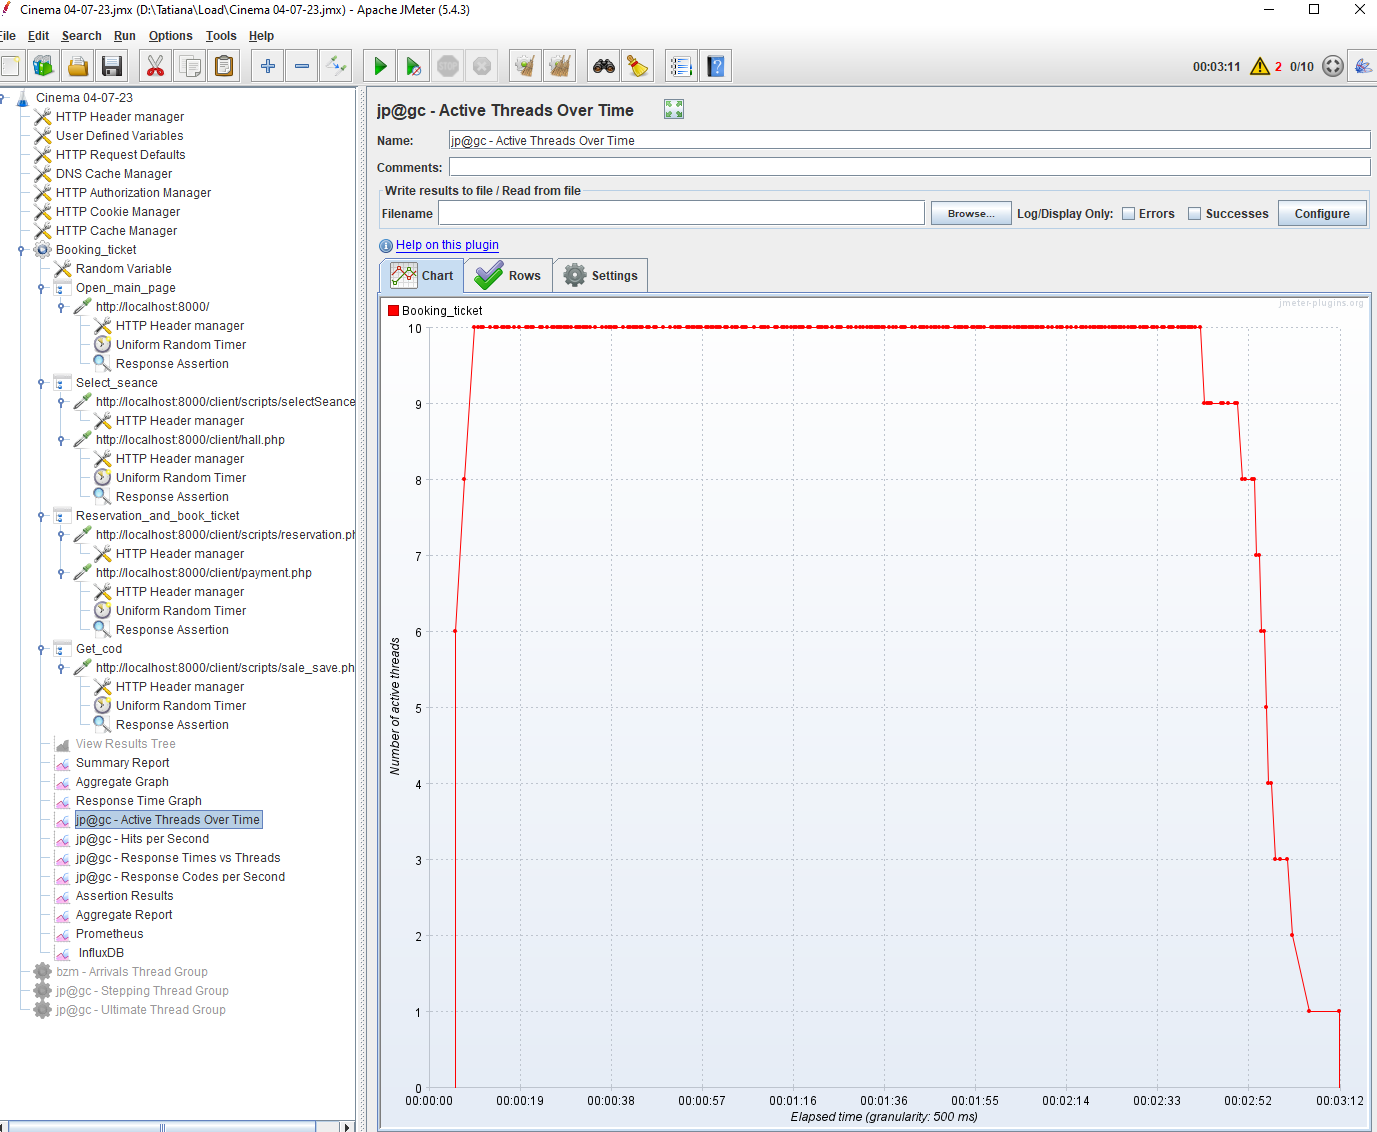 Cinema 04-07-23.jmx (D:\Tatiana\Load\Cinema 04-07-23.jmx) - Apache JMeter (5.4.3)
ile Edit Search Run Options Tools Help
STOP
00:03:11 2 0/10
Cinema 04-07-23
HTTP Header manager
User Defined Variables
HTTP Request Defaults
DNS Cache Manager
HTTP Authorization Manager
HTTP Cookie Manager
HTTP Cache Manager
Booking_ticket
Random Variable
Open_main_page
http://localhost:8000/
HTTP Header manager
Uniform Random Timer
Response Assertion
Select_seance
http://localhost:8000/client/scripts/selectSeance
HTTP Header manager
http://localhost:8000/client/hall.php
HTTP Header manager
Uniform Random Timer
Response Assertion
Reservation_and_book_ticket
http://localhost:8000/client/scripts/reservation.ph
HTTP Header manager
http://localhost:8000/client/payment.php
HTTP Header manager
Uniform Random Timer
Response Assertion
Get_cod
http://localhost:8000/client/scripts/sale_save.ph
HTTP Header manager
Uniform Random Timer
Response Assertion
View Results Tree
Summary Report
Aggregate Graph
Response Time Graph
jp@gc - Active Threads Over Time
jp@gc - Hits per Second
jp@gc - Response Times vs Threads
jp@gc - Response Codes per Second
Assertion Results
Aggregate Report
Prometheus
InfluxDB
bzm - Arrivals Thread Group
jp@gc - Stepping Thread Group
jp@gc - Ultimate Thread Group
jp@gc - Active Threads Over Time
Name: jp@gc - Active Threads Over Time
Comments:
Write results to file / Read from file
Filename Browse... Log/Display Only: Errors Successes Configure
Help on this plugin
Chart Rows Settings
Booking_ticket
jmeter-plugins.org
10
9
8
7
6
5
4
3
2
1
0
Number of active threads
00:00:00 00:00:19 00:00:38 00:00:57 00:01:16 00:01:36 00:01:55 00:02:14 00:02:33 00:02:52 00:03:12
Elapsed time (granularity: 500 ms)